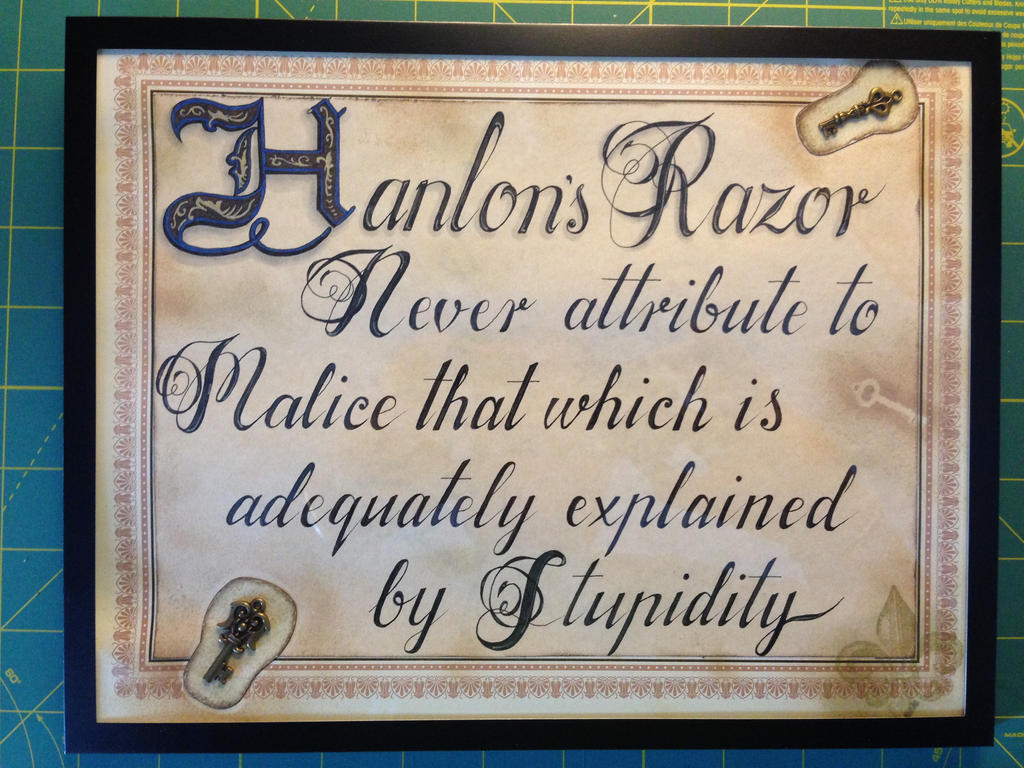 Hanlon's Razor
Never attribute to
Malice that which is
adequately explained
by Stupidity